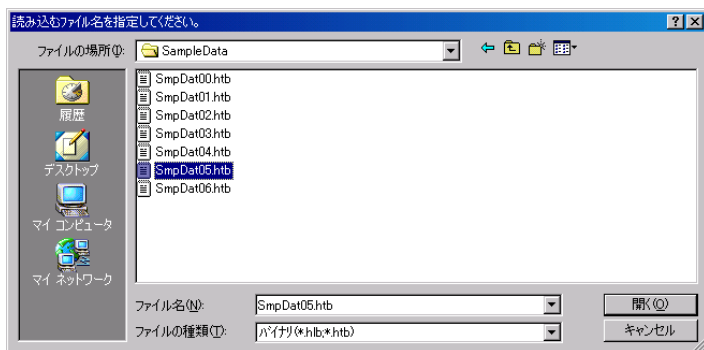 読み込むファイル名を指定してください。
ファイルの場所(I): SampleData
SmpDat00.htb
SmpDat01.htb
SmpDat02.htb
SmpDat03.htb
SmpDat04.htb
SmpDat05.htb
SmpDat06.htb
履歴
デスクトップ
マイ コンピュータ
マイ ネットワーク
ファイル名(N): SmpDat05.htb 開く(O)
ファイルの種類(T): バイナリ(*.hlb;*.htb) キャンセル